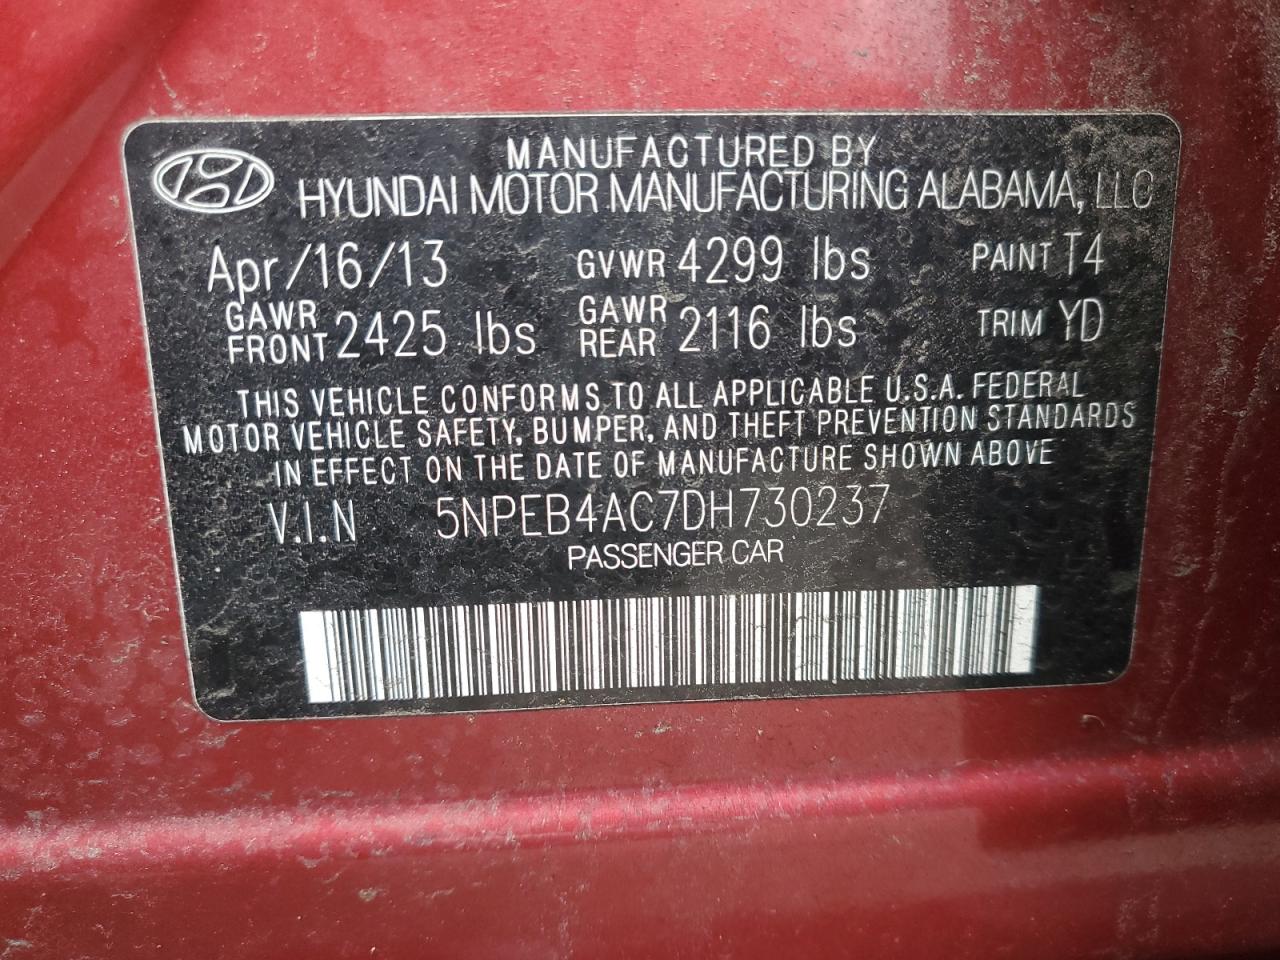 MANUFACTURED BY
HYUNDAI MOTOR MANUFACTURING ALABAMA, LLC
Apr/16/13 GVWR 4299 lbs PAINT T4
GAWR FRONT 2425 lbs GAWR REAR 2116 lbs TRIM YD
THIS VEHICLE CONFORMS TO ALL APPLICABLE U.S.A. FEDERAL
MOTOR VEHICLE SAFETY, BUMPER, AND THEFT PREVENTION STANDARDS
IN EFFECT ON THE DATE OF MANUFACTURE SHOWN ABOVE
V.I.N 5NPEB4AC7DH730237
PASSENGER CAR